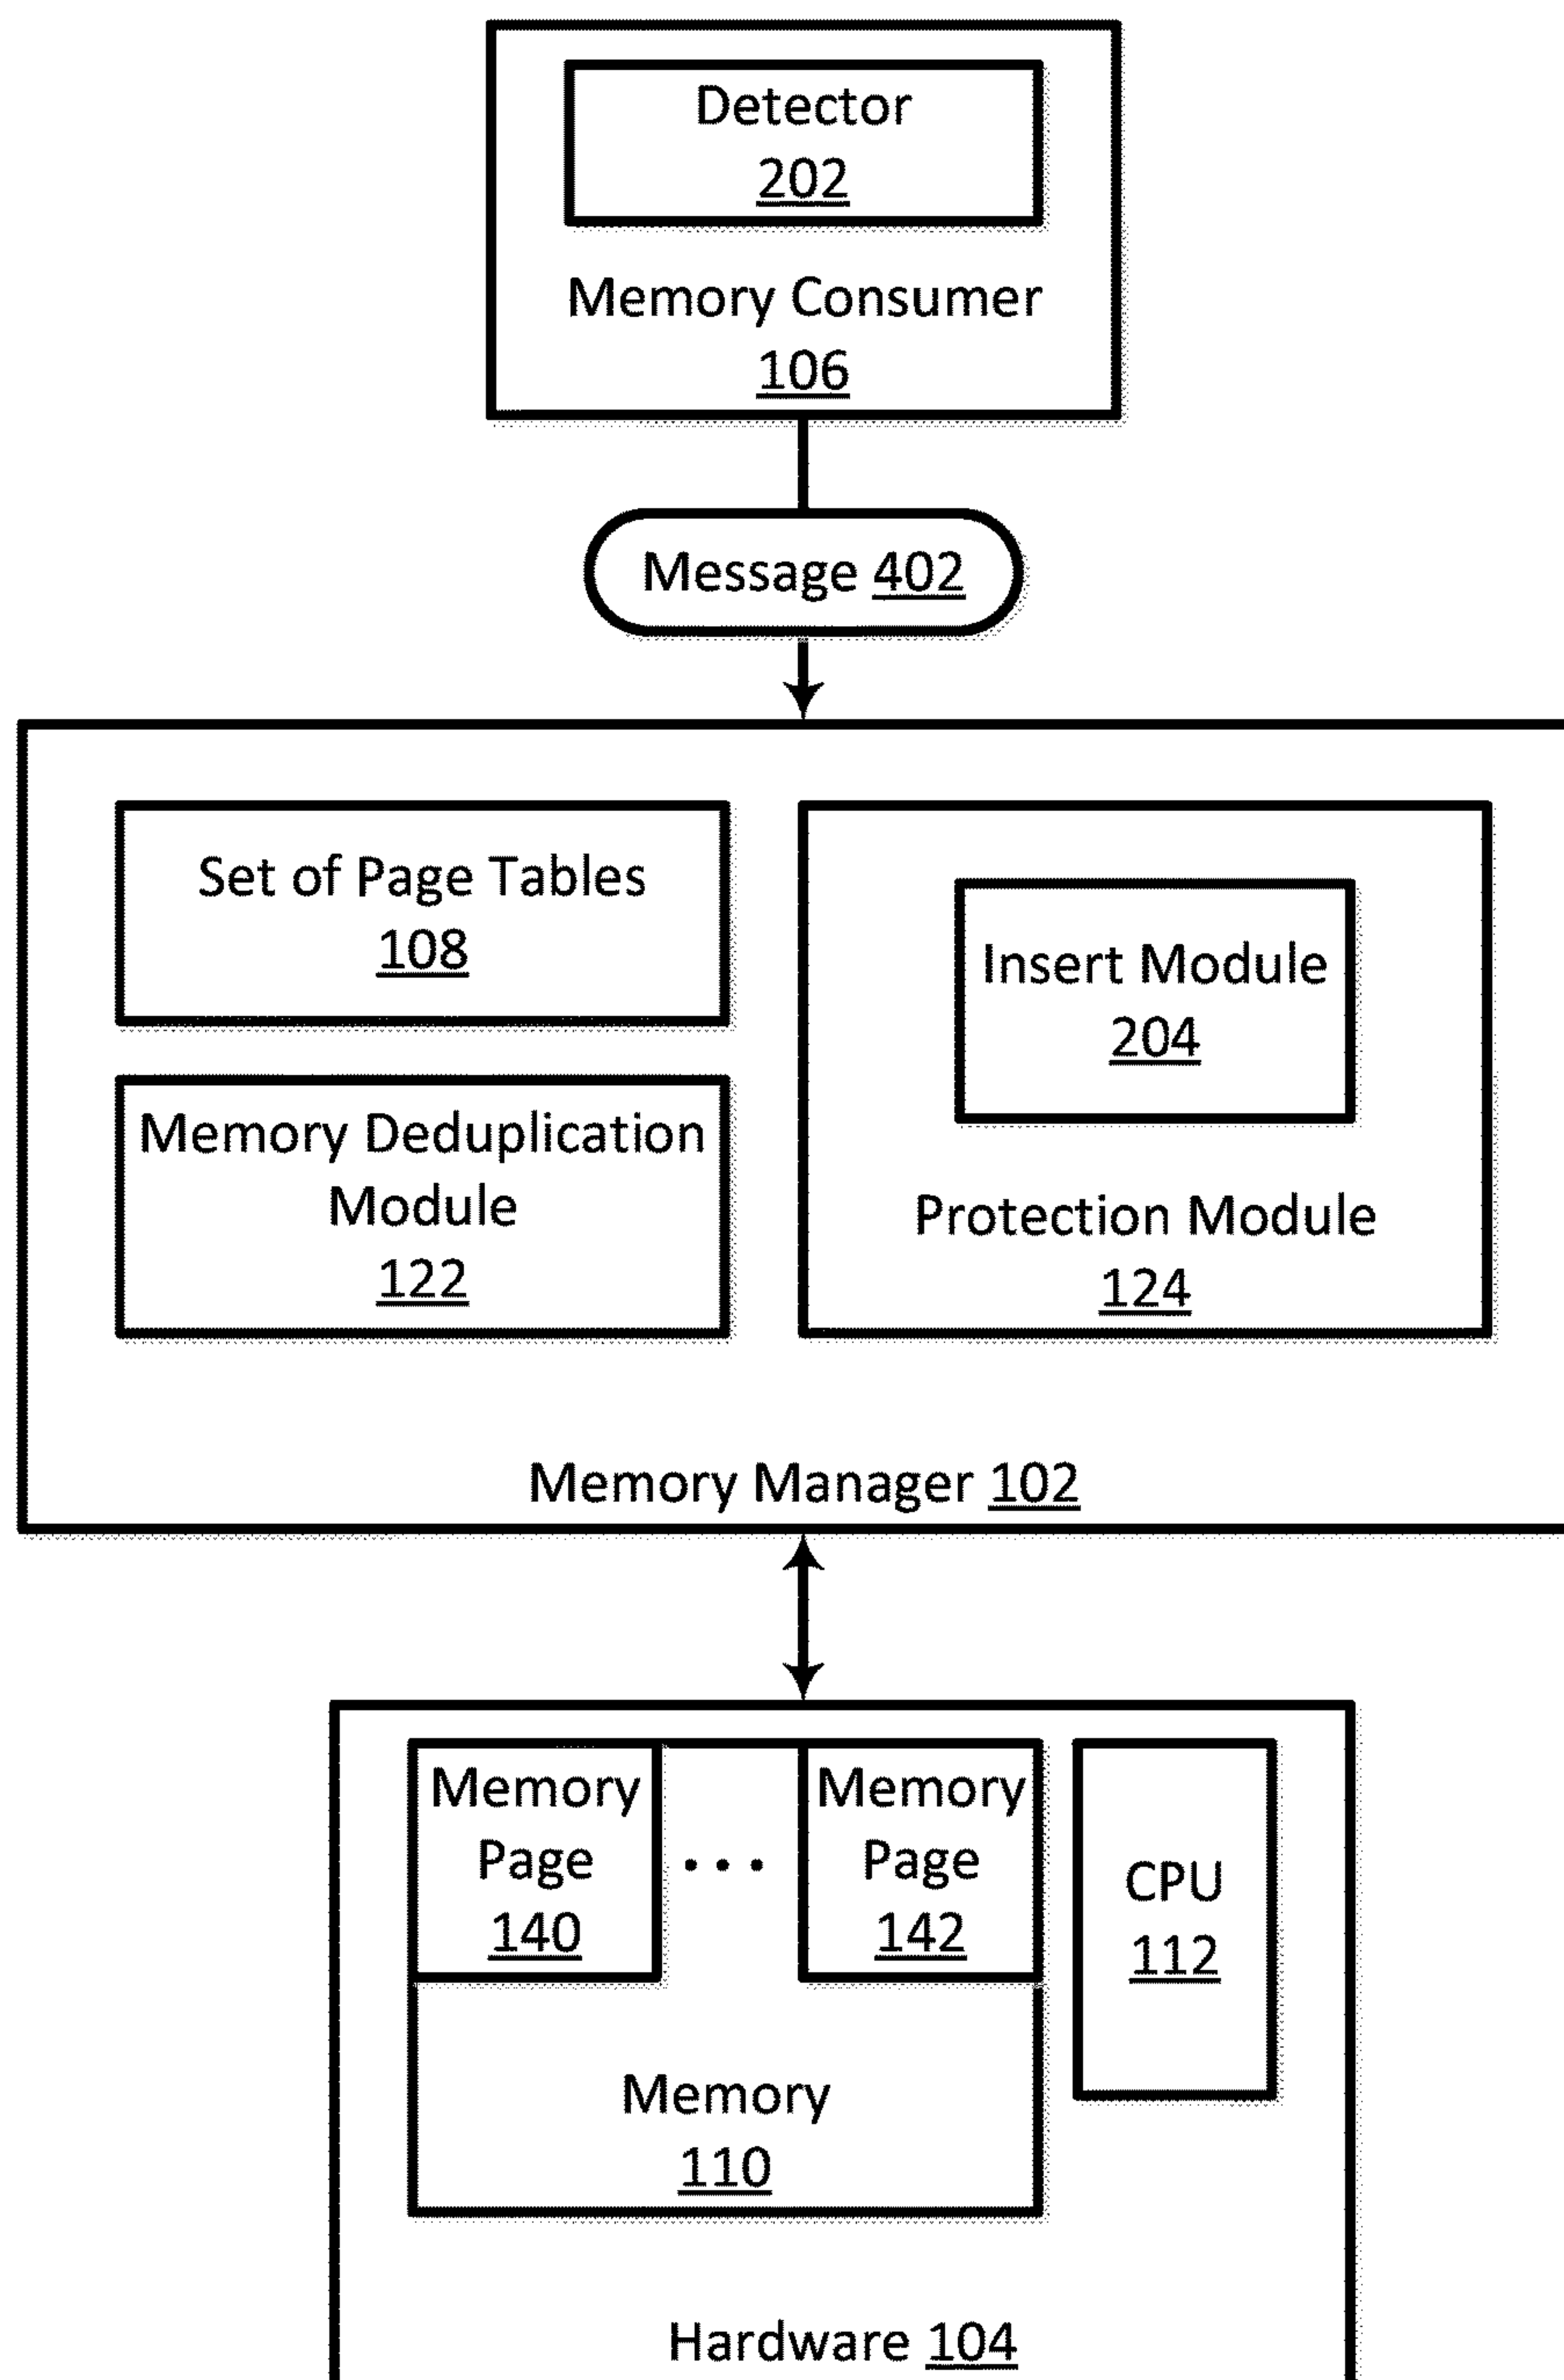 Detector
202
Memory Consumer
106
Message 402
Set of Page Tables
108
Memory Deduplication
Module
122
Insert Module
204
Protection Module
124
Memory Manager 102
Memory
Page
140
...
Memory
Page
142
CPU
112
Memory
110
Hardware 104